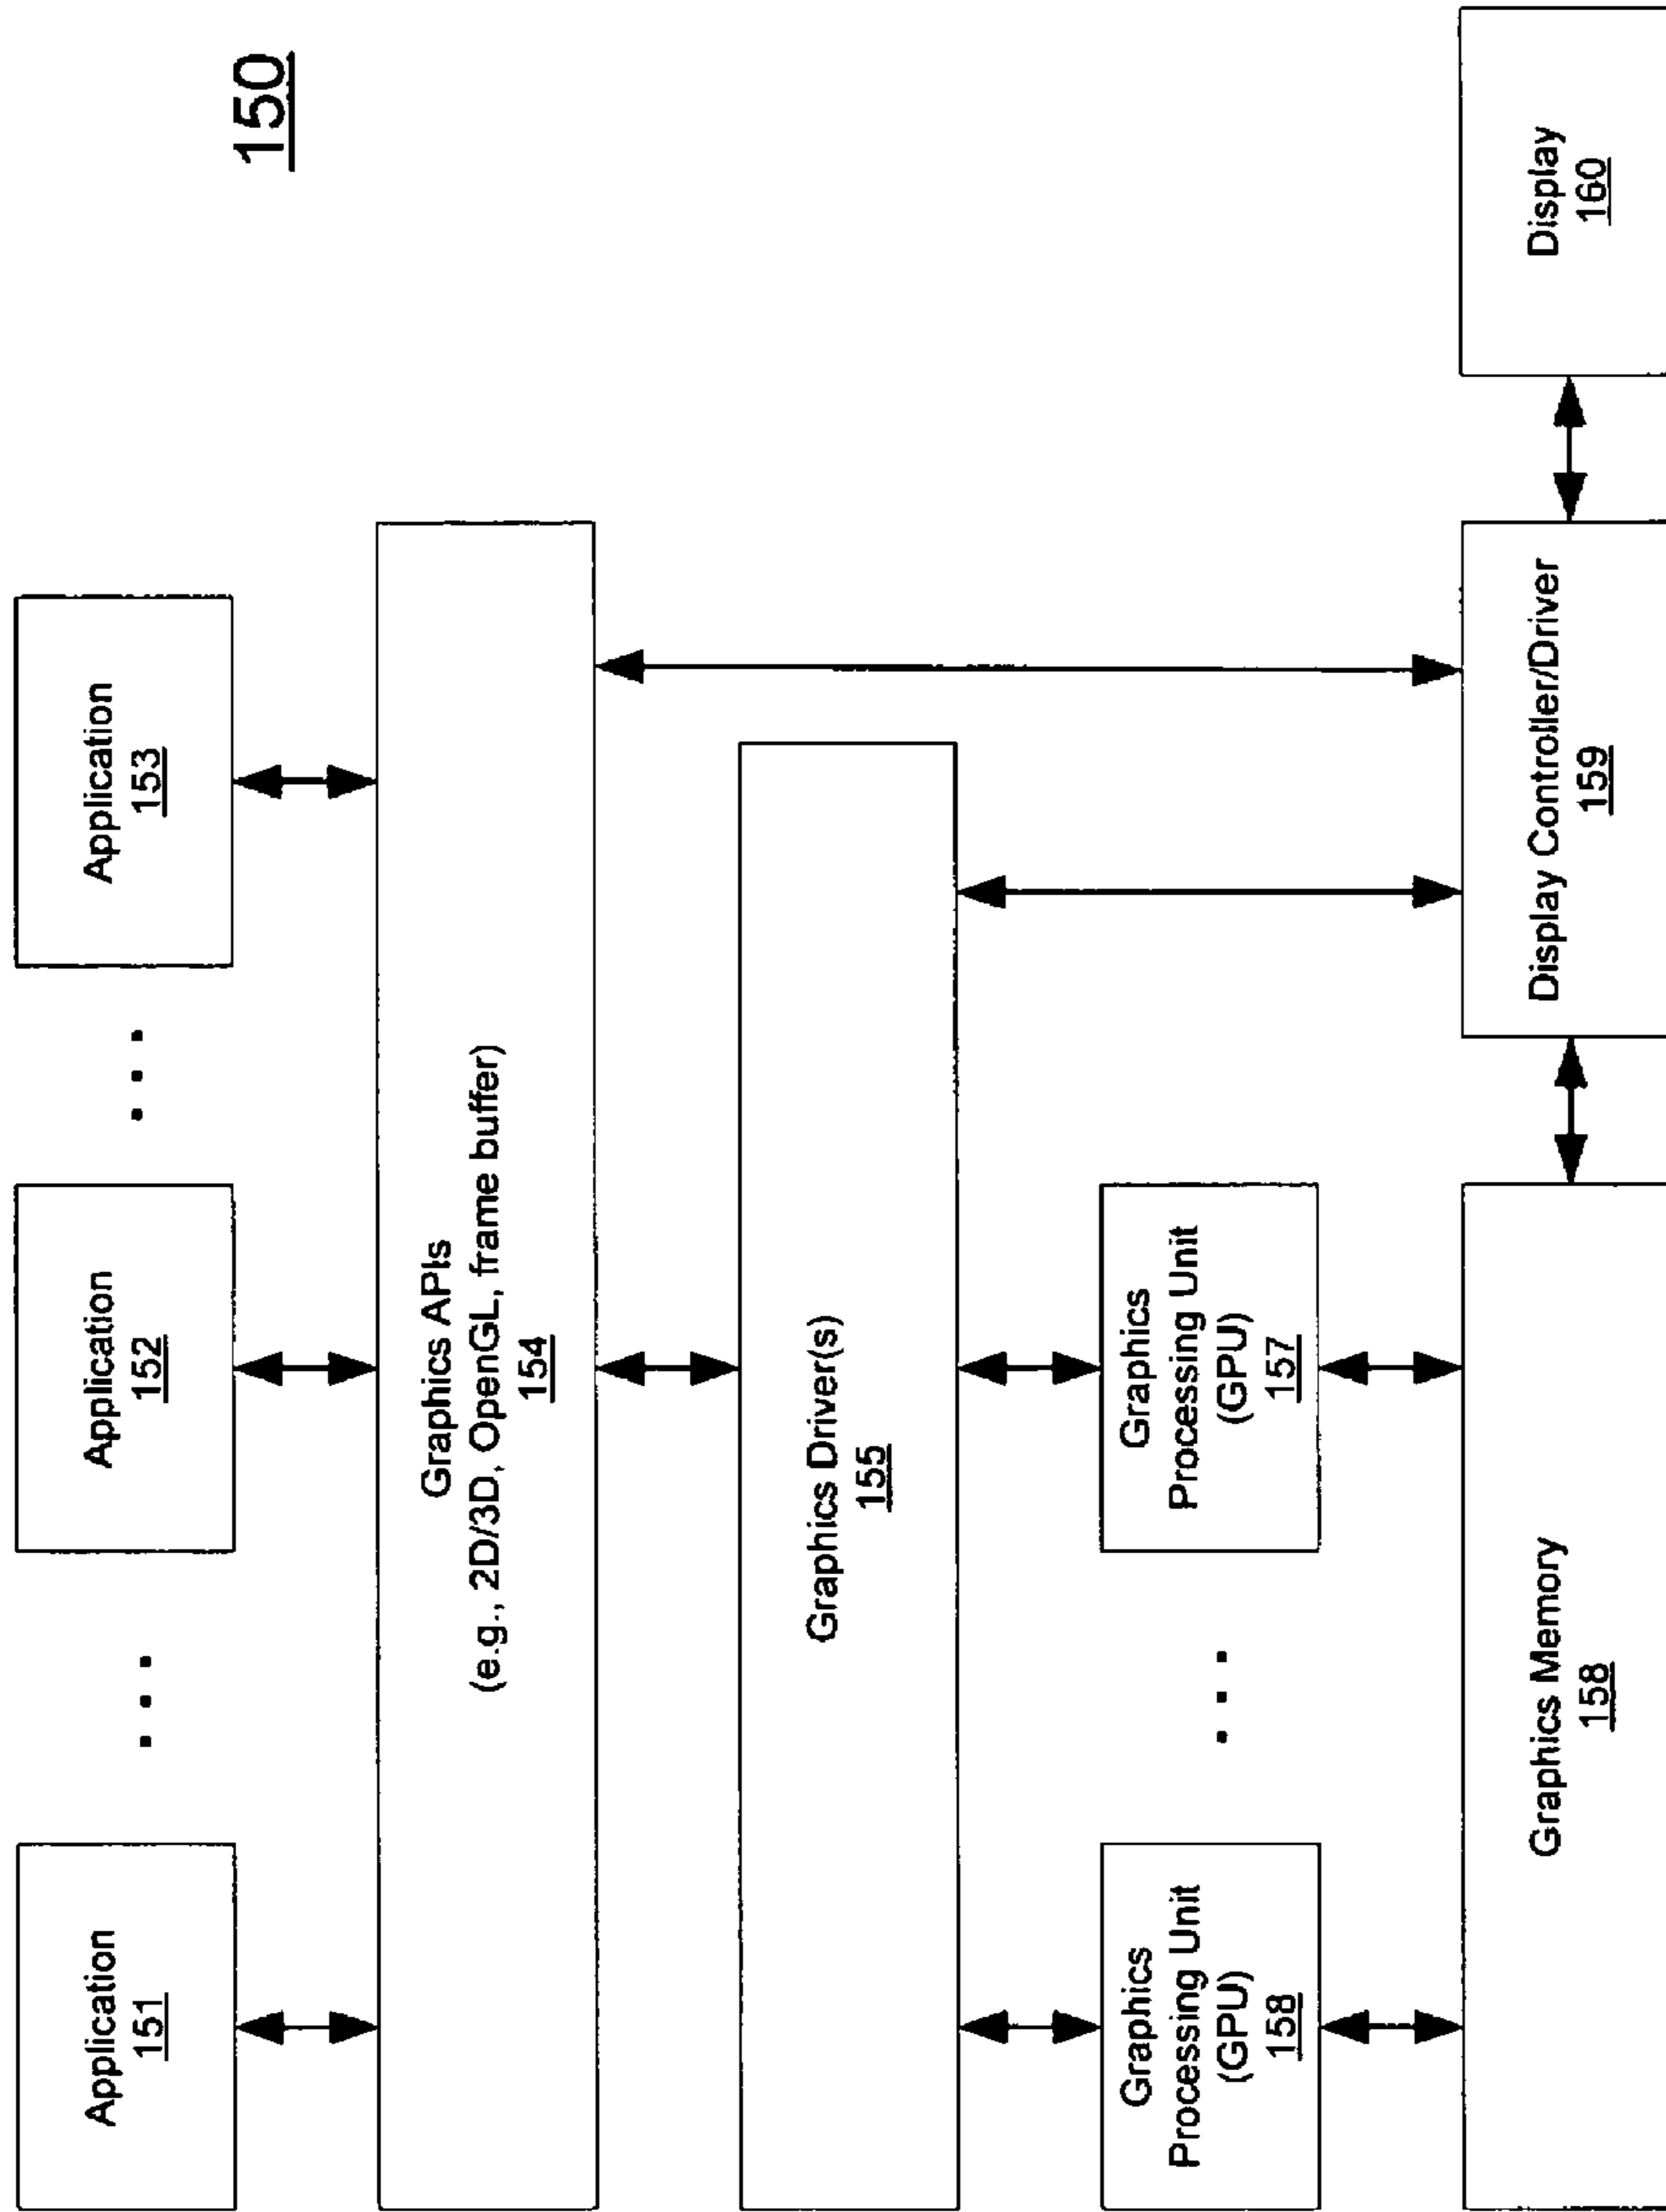 Application
151
. . .
Application
152
. . .
Application
153
150
Graphics APIs
(e.g., 2D/3D, OpenGL, frame buffer)
154
Graphics Driver(s)
155
Graphics
Processing Unit
(GPU)
158
. . .
Graphics
Processing Unit
(GPU)
157
Graphics Memory
158
Display Controller/Driver
159
Display
160